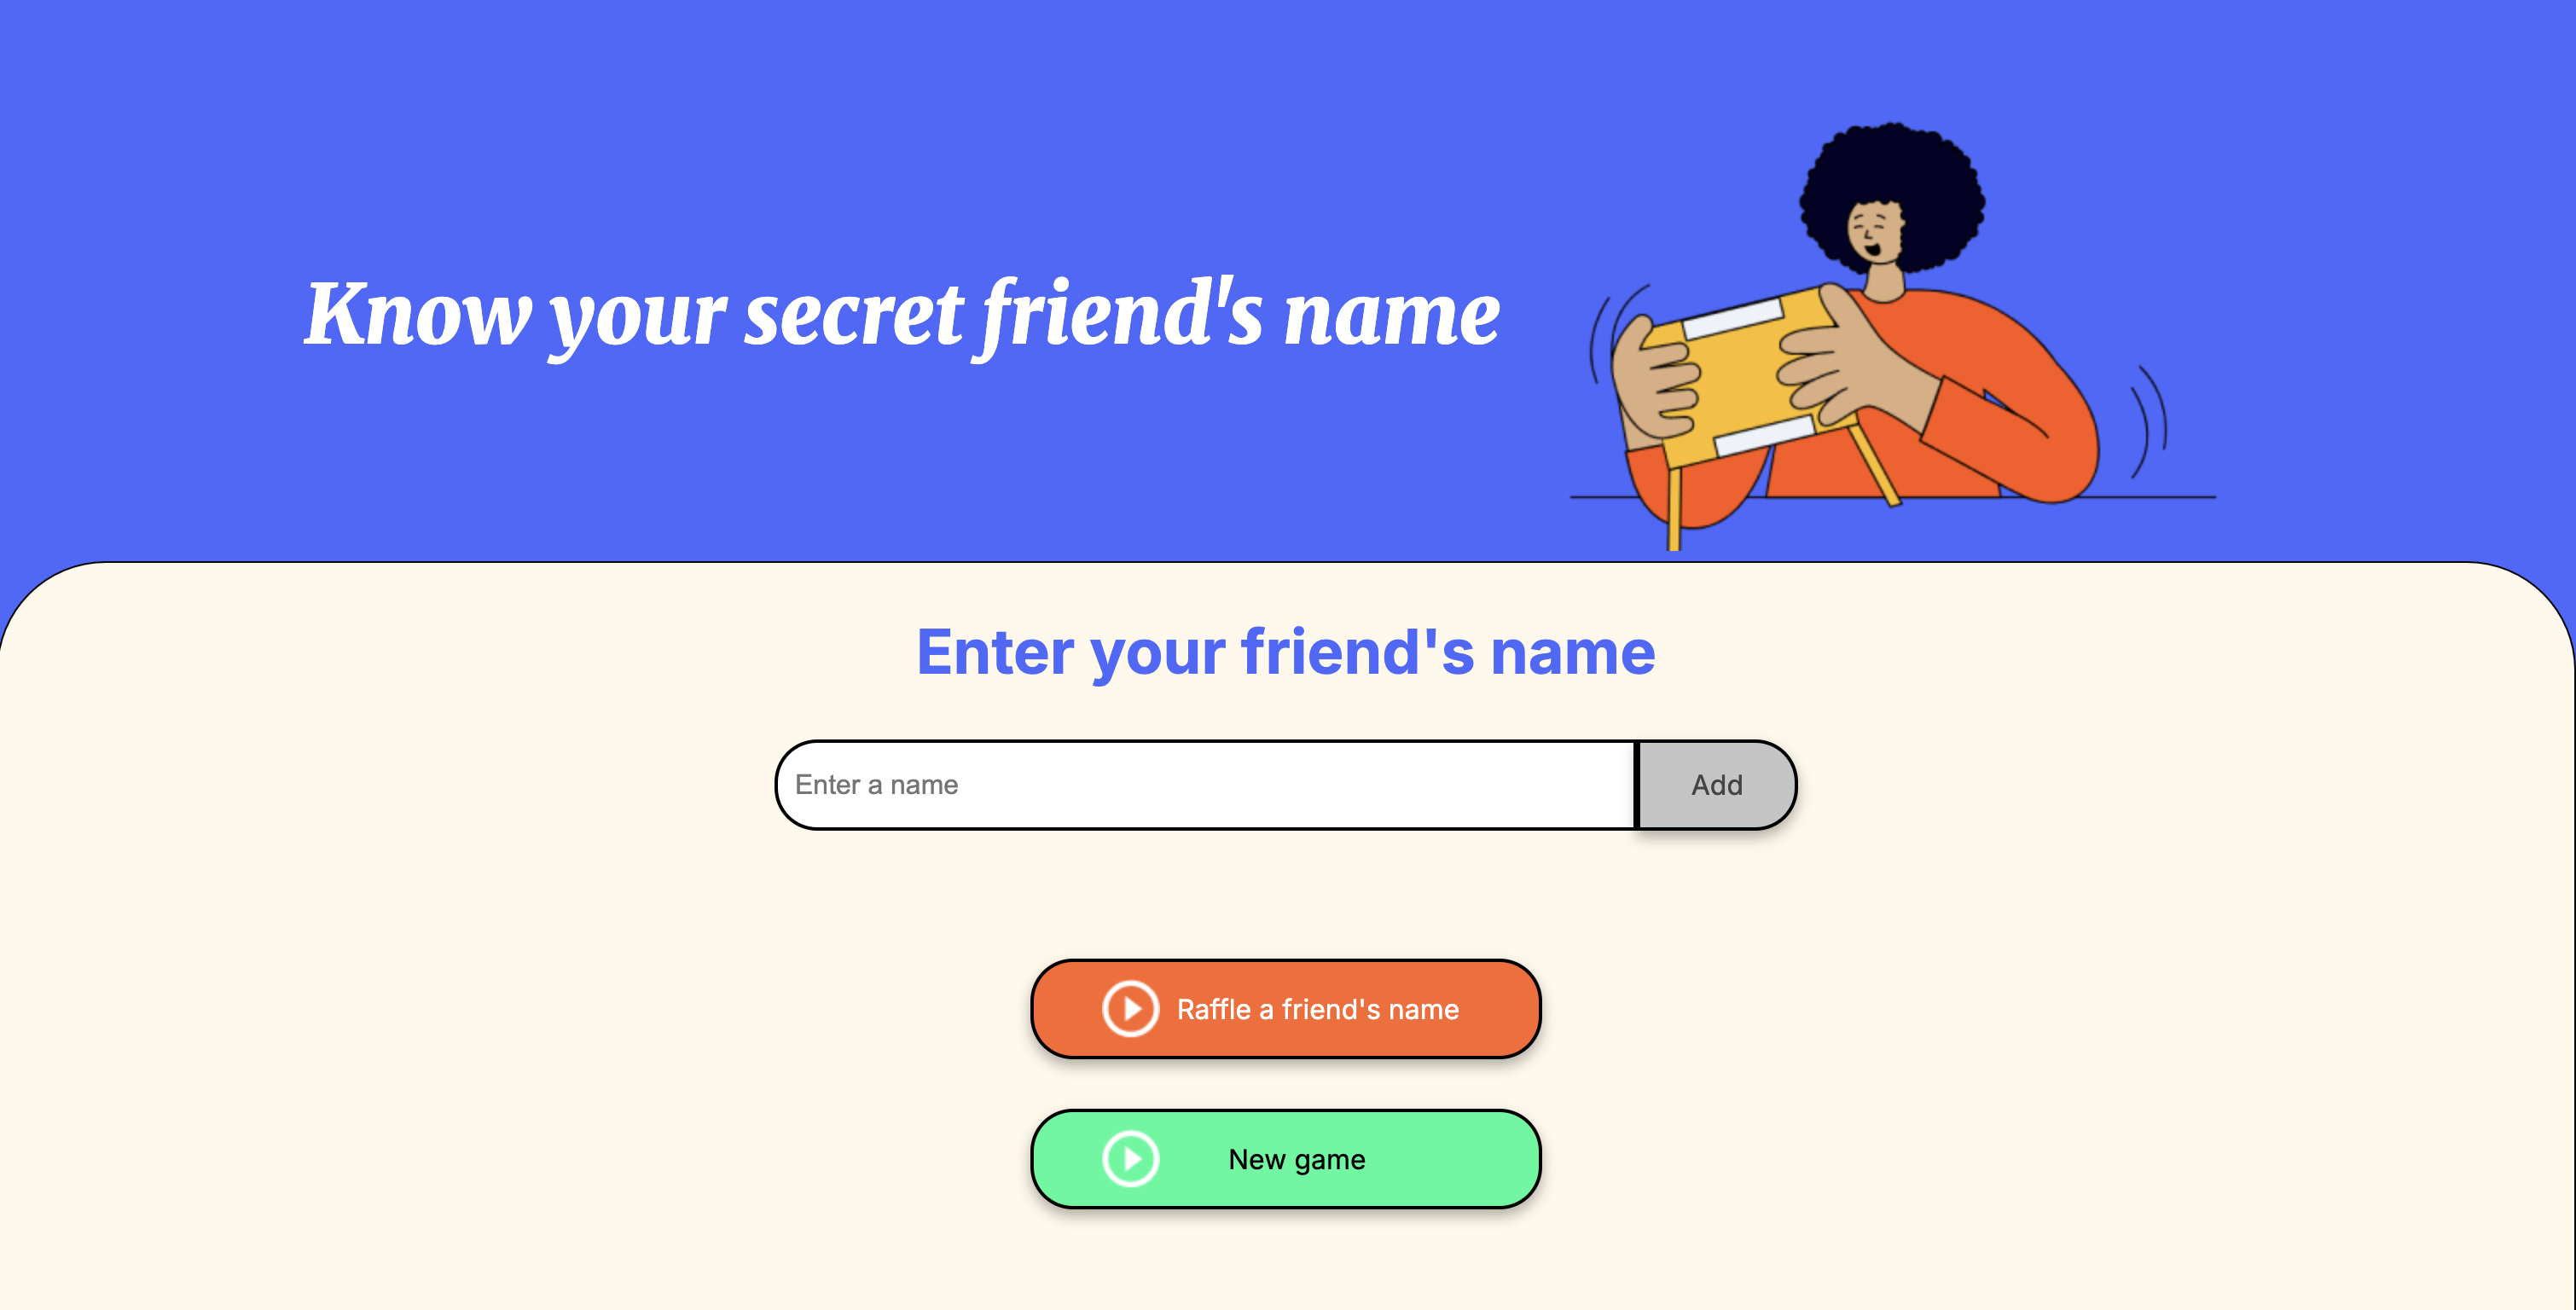 Know your secret friend's name
Enter your friend's name
Enter a name
Add
Raffle a friend's name
New game